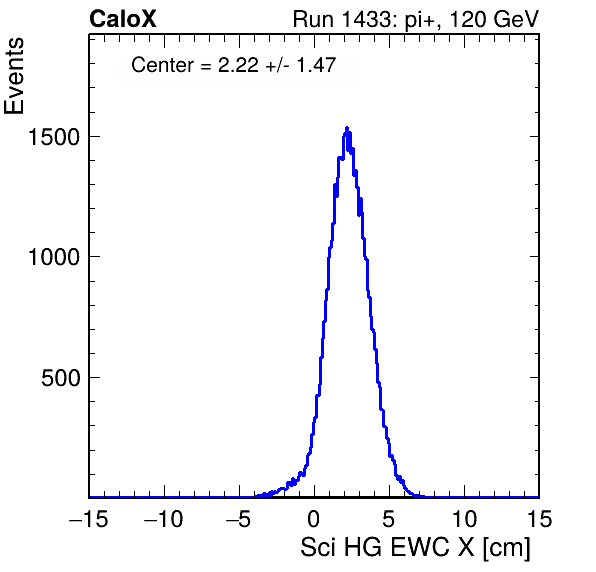 CaloX Run 1433: pi+, 120 GeV
Events
Center = 2.22 +/- 1.47
1500
1000
500
−15 −10 −5 0 5 10 15
Sci HG EWC X [cm]